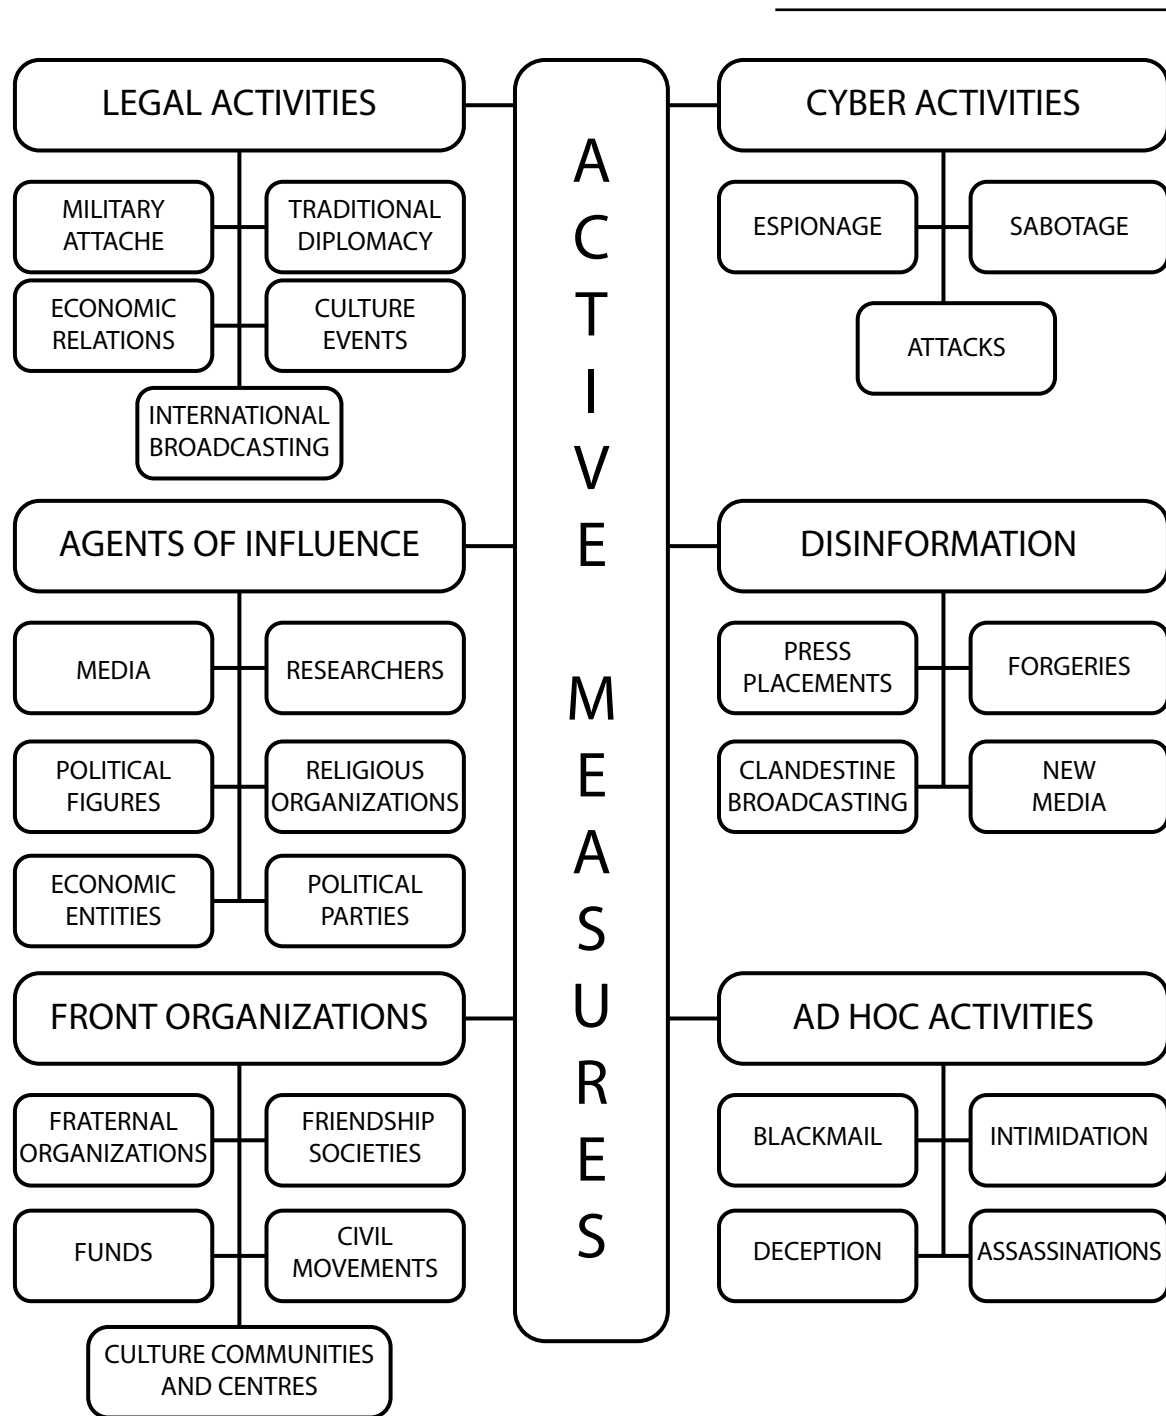 LEGAL ACTIVITIES
MILITARY
ATTACHE
TRADITIONAL
DIPLOMACY
ECONOMIC
RELATIONS
CULTURE
EVENTS
INTERNATIONAL
BROADCASTING
AGENTS OF INFLUENCE
MEDIA
RESEARCHERS
POLITICAL
FIGURES
RELIGIOUS
ORGANIZATIONS
ECONOMIC
ENTITIES
POLITICAL
PARTIES
FRONT ORGANIZATIONS
FRATERNAL
ORGANIZATIONS
FRIENDSHIP
SOCIETIES
FUNDS
CIVIL
MOVEMENTS
CULTURE COMMUNITIES
AND CENTRES
ACTIVE MEASURES
CYBER ACTIVITIES
ESPIONAGE
SABOTAGE
ATTACKS
DISINFORMATION
PRESS
PLACEMENTS
FORGERIES
CLANDESTINE
BROADCASTING
NEW
MEDIA
AD HOC ACTIVITIES
BLACKMAIL
INTIMIDATION
DECEPTION
ASSASSINATIONS